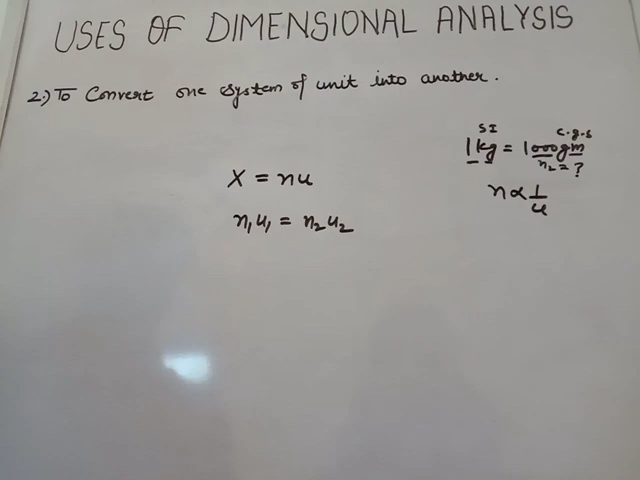 USES OF DIMENSIONAL ANALYSIS
2.) To Convert one system of unit into another.
SI c.g.s
1kg = 1000gm
n₂ = ?
X = nu
n ∝ 1/u
n₁u₁ = n₂u₂